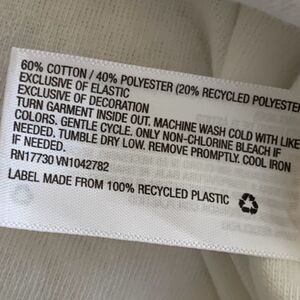 60% COTTON / 40% POLYESTER (20% RECYCLED POLYESTER
EXCLUSIVE OF ELASTIC
EXCLUSIVE OF DECORATION
TURN GARMENT INSIDE OUT. MACHINE WASH COLD WITH LIKE
COLORS. GENTLE CYCLE. ONLY NON-CHLORINE BLEACH IF
NEEDED. TUMBLE DRY LOW. REMOVE PROMPTLY. COOL IRON
IF NEEDED.
RN17730 VN1042782
LABEL MADE FROM 100% RECYCLED PLASTIC